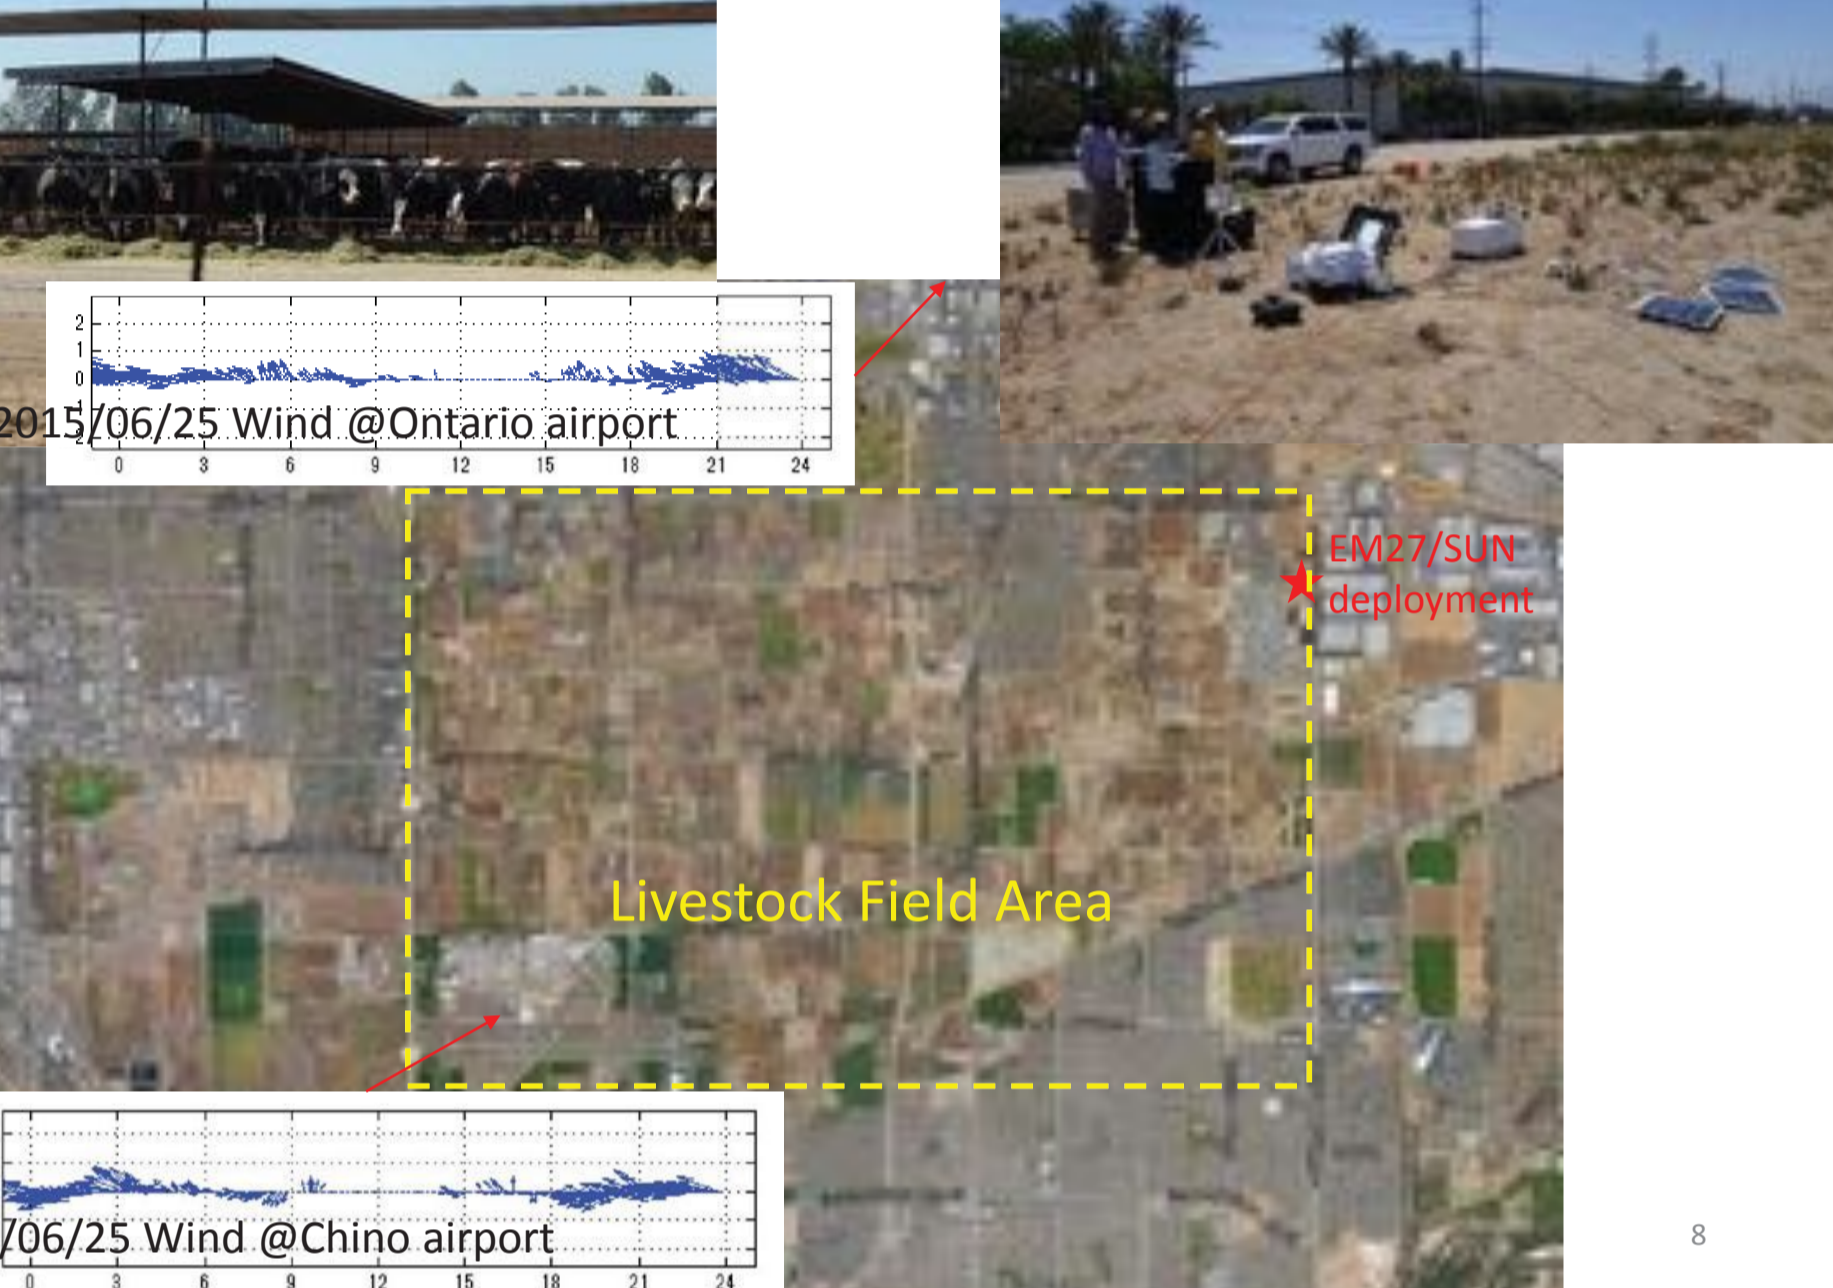 2
1
0
1
2
2015/06/25 Wind @Ontario airport
0 3 6 9 12 15 18 21 24
EM27/SUN
deployment
Livestock Field Area
/06/25 Wind @Chino airport
0 3 6 9 12 15 18 21 24
8